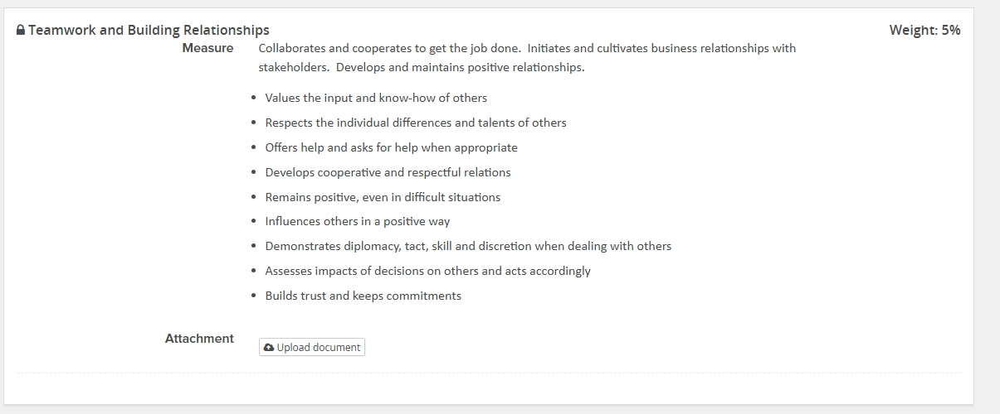 Teamwork and Building Relationships
Weight: 5%
Measure
Collaborates and cooperates to get the job done.  Initiates and cultivates business relationships with
stakeholders.  Develops and maintains positive relationships.
• Values the input and know-how of others
• Respects the individual differences and talents of others
• Offers help and asks for help when appropriate
• Develops cooperative and respectful relations
• Remains positive, even in difficult situations
• Influences others in a positive way
• Demonstrates diplomacy, tact, skill and discretion when dealing with others
• Assesses impacts of decisions on others and acts accordingly
• Builds trust and keeps commitments
Attachment
Upload document